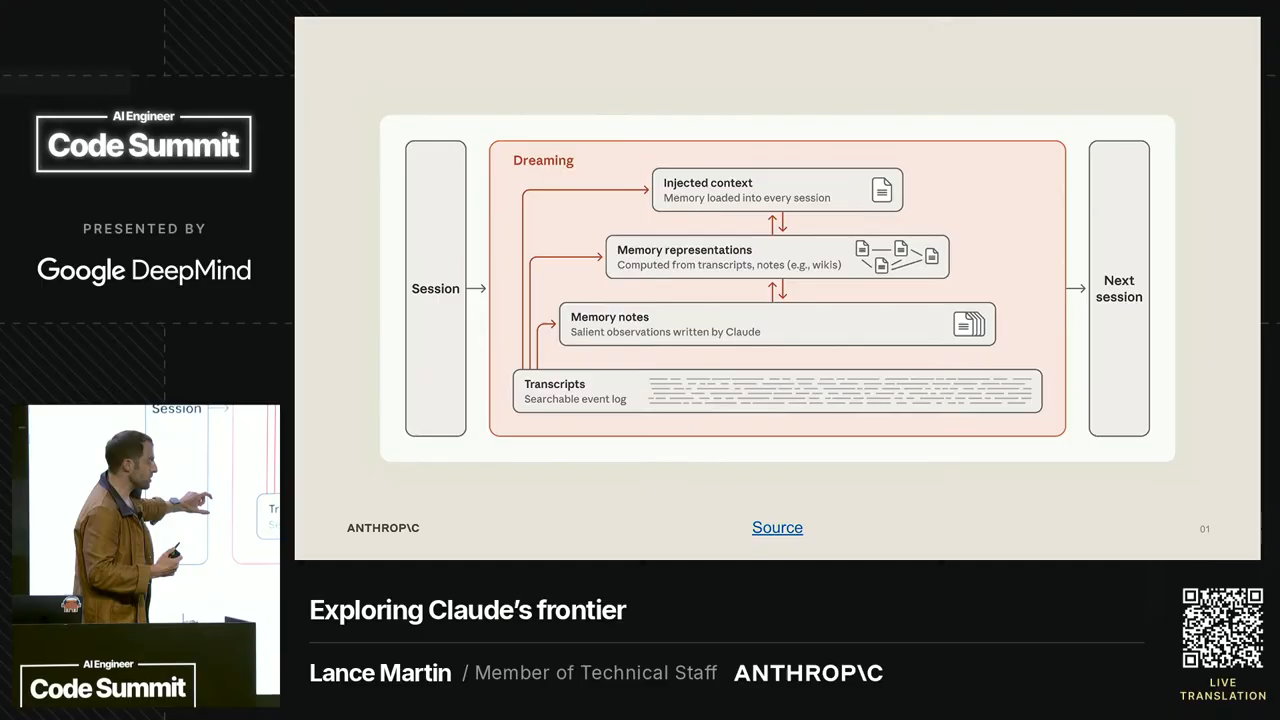 AI Engineer
Code Summit
PRESENTED BY
Google DeepMind
Dreaming
Injected context
Memory loaded into every session
Memory representations
Computed from transcripts, notes (e.g., wikis)
Session
Next
session
Memory notes
Salient observations written by Claude
Transcripts
Searchable event log
ANTHROP\C
Source
01
Session
Tr
AI Engineer
Code Summit
Exploring Claude's frontier
Lance Martin / Member of Technical Staff ANTHROP\C
LIVE
TRANSLATION